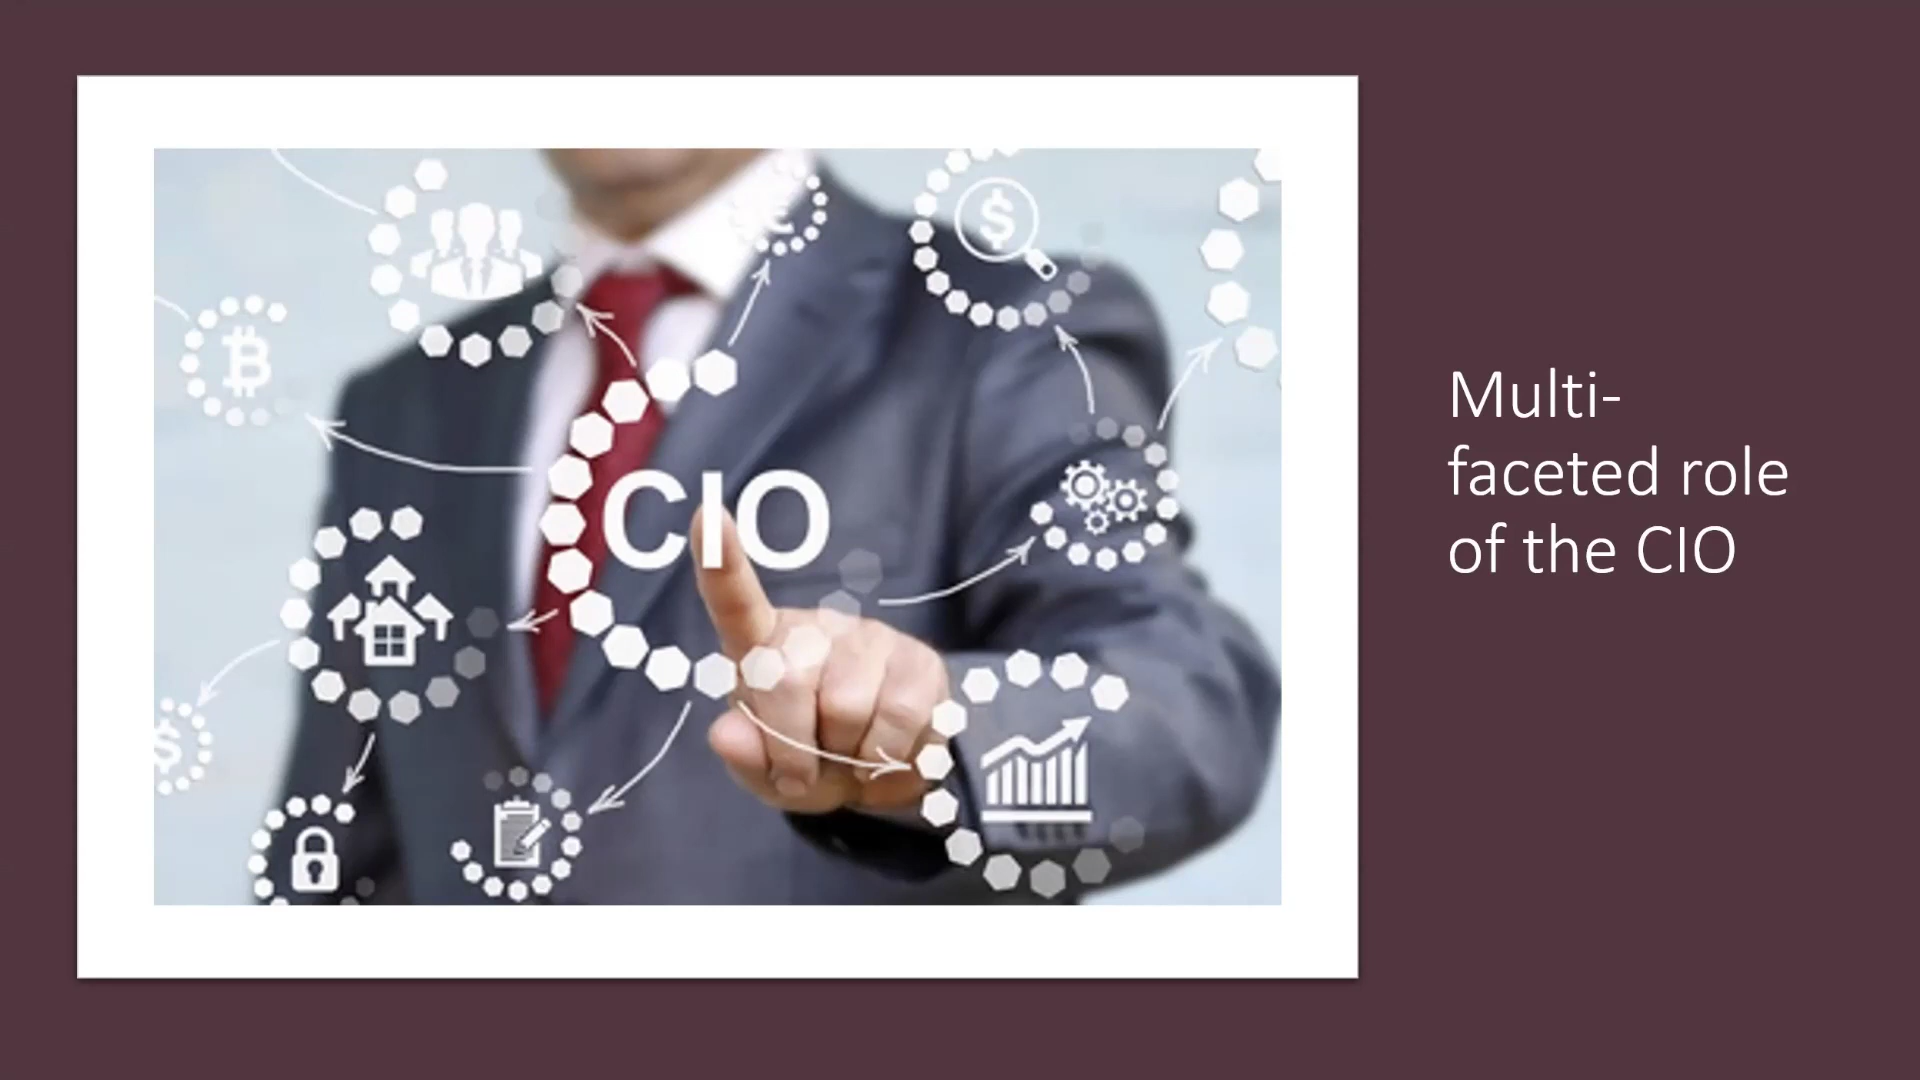 CIO
Multi-
faceted role
of the CIO